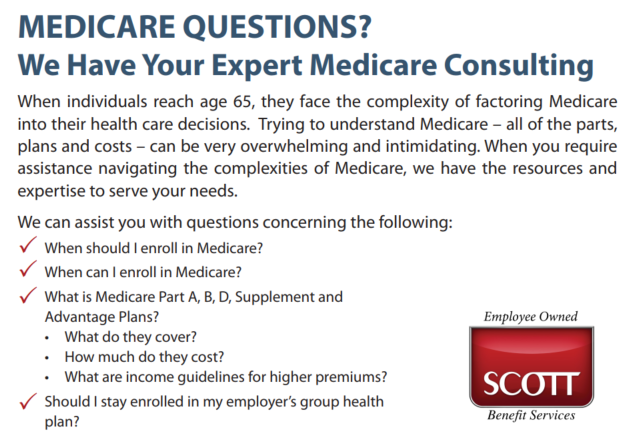 MEDICARE QUESTIONS?
We Have Your Expert Medicare Consulting
When individuals reach age 65, they face the complexity of factoring Medicare
into their health care decisions.  Trying to understand Medicare – all of the parts,
plans and costs – can be very overwhelming and intimidating. When you require
assistance navigating the complexities of Medicare, we have the resources and
expertise to serve your needs.
We can assist you with questions concerning the following:
✓ When should I enroll in Medicare?
✓ When can I enroll in Medicare?
✓ What is Medicare Part A, B, D, Supplement and
Advantage Plans?
• What do they cover?
• How much do they cost?
• What are income guidelines for higher premiums?
✓ Should I stay enrolled in my employer's group health
plan?
Employee Owned
SCOTT
Benefit Services